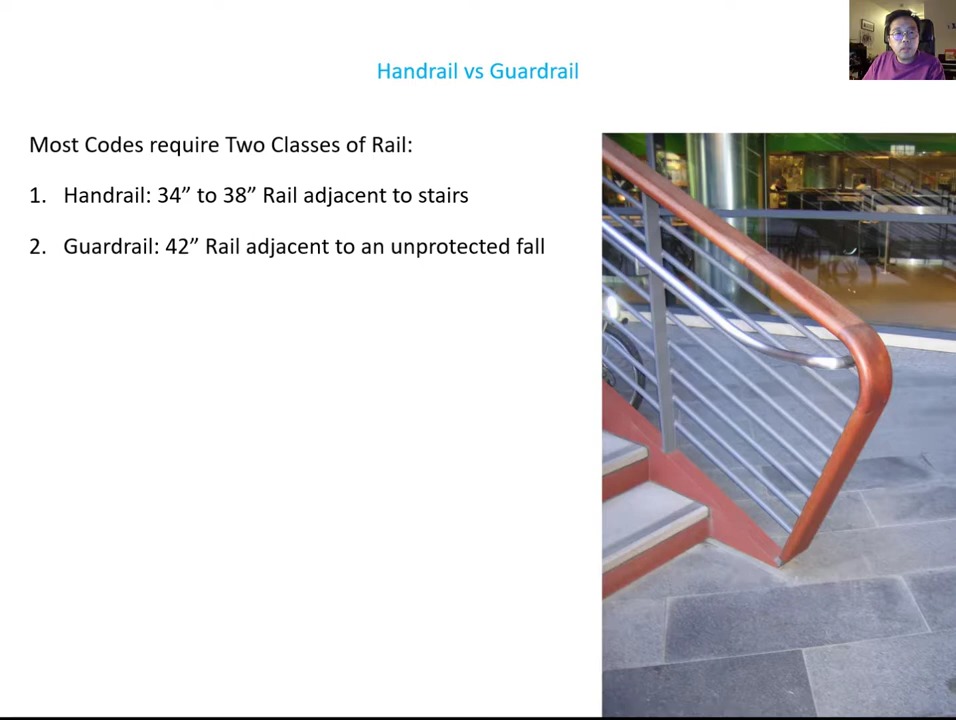 Handrail vs Guardrail
Most Codes require Two Classes of Rail:
1. Handrail: 34” to 38” Rail adjacent to stairs
2. Guardrail: 42” Rail adjacent to an unprotected fall